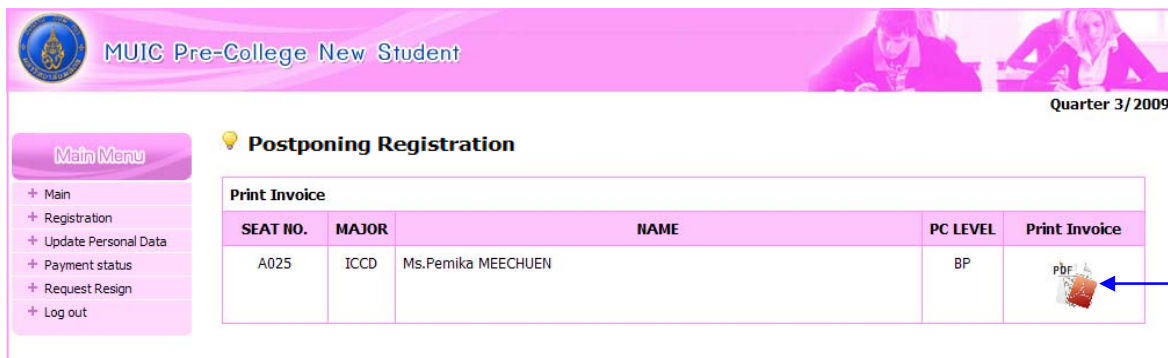 MUIC Pre-College New Student
Quarter 3/2009
Main Menu
Main
Registration
Update Personal Data
Payment status
Request Resign
Log out
Postponing Registration
Print Invoice
SEAT NO. MAJOR NAME PC LEVEL Print Invoice
A025 ICCD Ms.Pemika MEECHUEN BP PDF